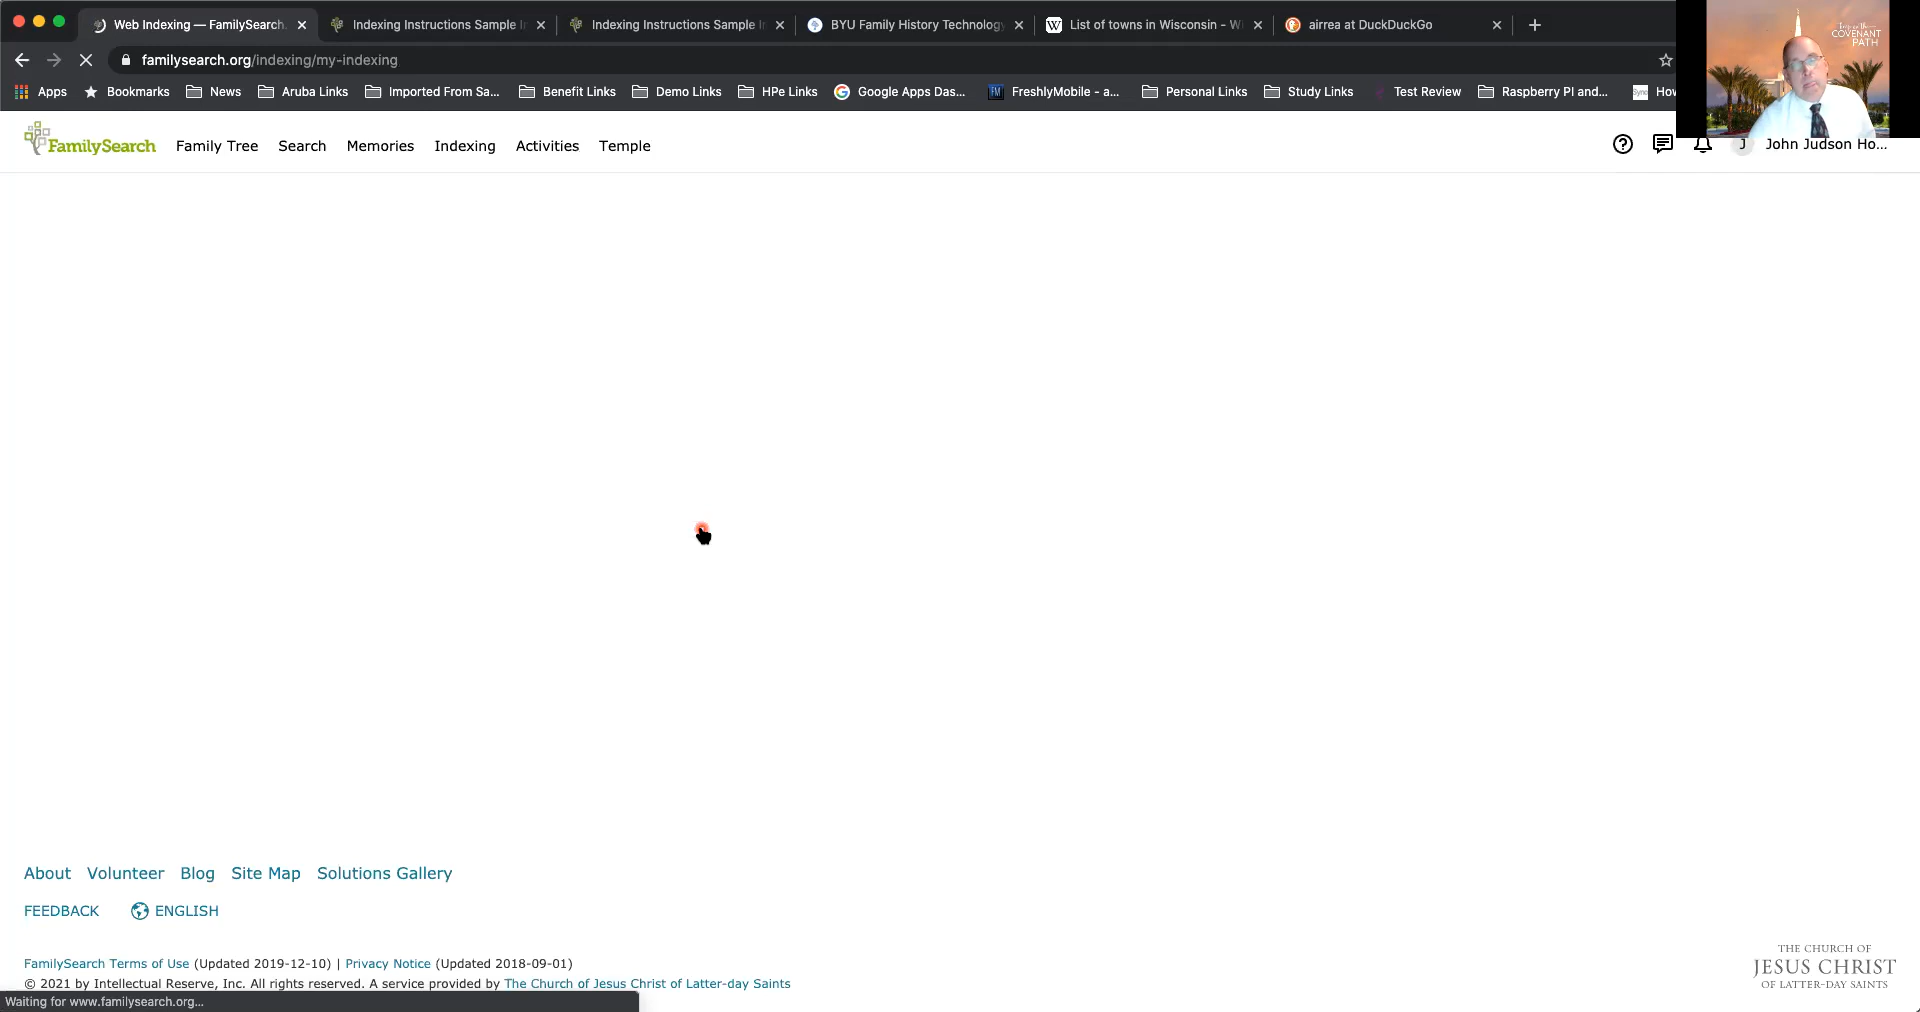 Web Indexing — FamilySearch.
Indexing Instructions Sample I
Indexing Instructions Sample I
BYU Family History Technology
List of towns in Wisconsin - Wi
airrea at DuckDuckGo
familysearch.org/indexing/my-indexing
Apps
Bookmarks
News
Aruba Links
Imported From Sa...
Benefit Links
Demo Links
HPe Links
Google Apps Das...
FM
FreshlyMobile - a...
Personal Links
Study Links
Test Review
Raspberry PI and...
Sync
How
COVENANT
PATH
FamilySearch
Family Tree
Search
Memories
Indexing
Activities
Temple
J
John Judson Ho...
About
Volunteer
Blog
Site Map
Solutions Gallery
FEEDBACK
ENGLISH
FamilySearch Terms of Use (Updated 2019-12-10) | Privacy Notice (Updated 2018-09-01)
© 2021 by Intellectual Reserve, Inc. All rights reserved. A service provided by The Church of Jesus Christ of Latter-day Saints
THE CHURCH OF
JESUS CHRIST
OF LATTER-DAY SAINTS
Waiting for www.familysearch.org...